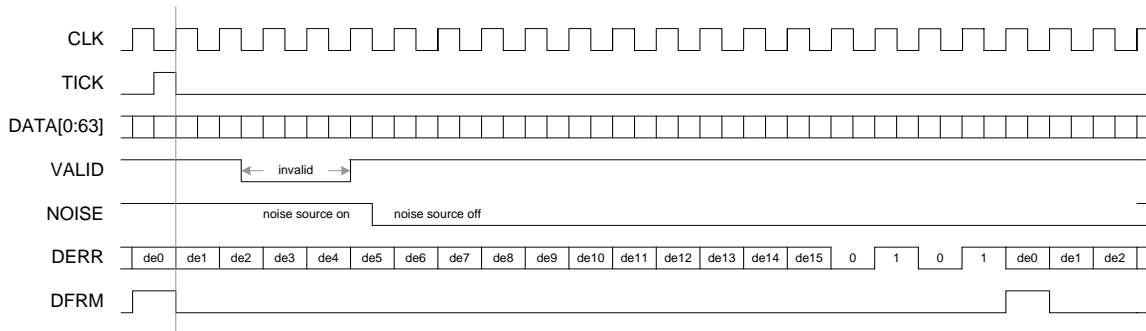 CLK
TICK
DATA[0:63]
VALID invalid
NOISE noise source on noise source off
DERR de0 de1 de2 de3 de4 de5 de6 de7 de8 de9 de10 de11 de12 de13 de14 de15 0 1 0 1 de0 de1 de2
DFRM